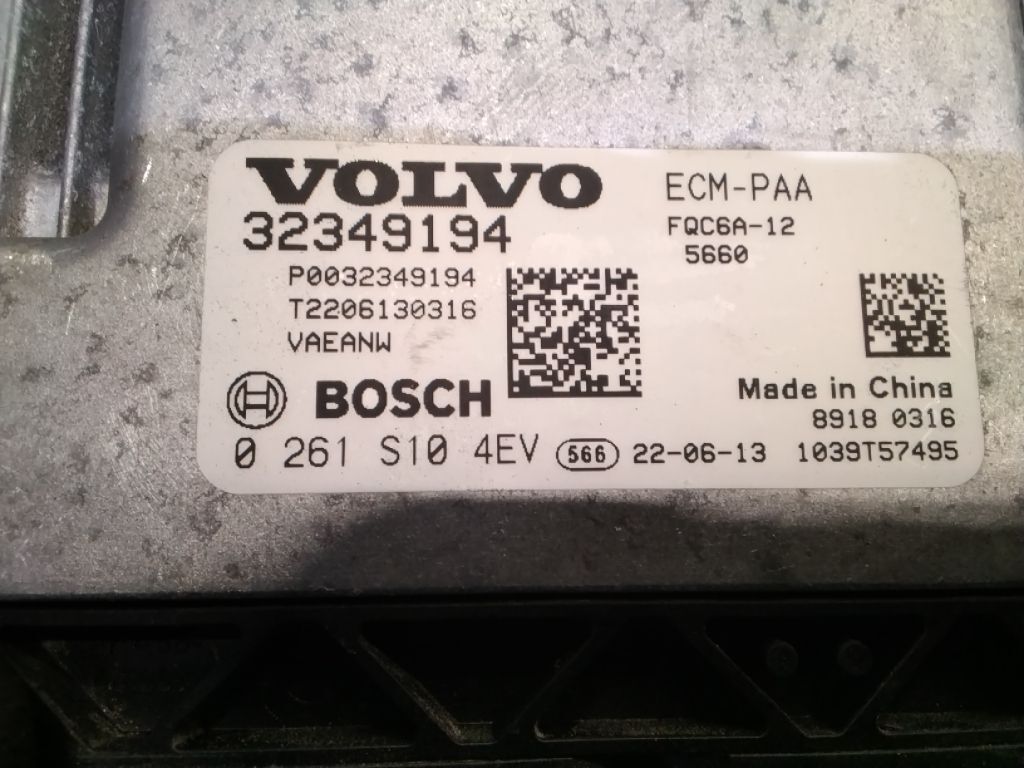 VOLVO
32349194
P0032349194
T2206130316
VAEANW
BOSCH
0 261 S10 4EV 566 22-06-13
ECM-PAA
FQC6A-12
5660
Made in China
8918 0316
1039T57495